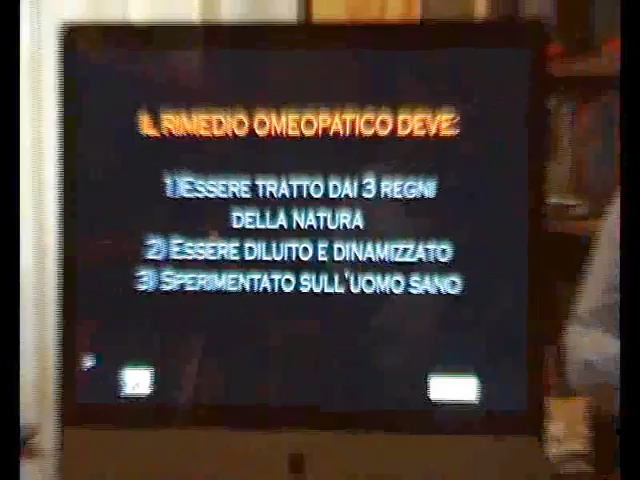 IL RIMEDIO OMEOPATICO DEVE:
1) ESSERE TRATTO DAI 3 REGNI
DELLA NATURA
2) ESSERE DILUITO E DINAMIZZATO
3) SPERIMENTATO SULL'UOMO SANO